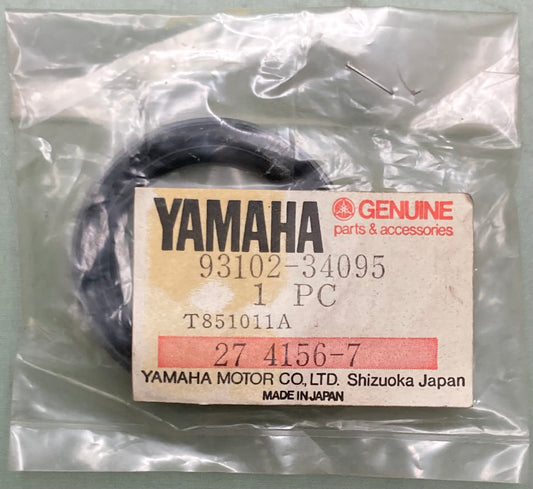 YAMAHA GENUINE
parts & accessories
93102-34095
1 PC
T851011A
27 4156-7
YAMAHA MOTOR CO., LTD. Shizuoka Japan
MADE IN JAPAN